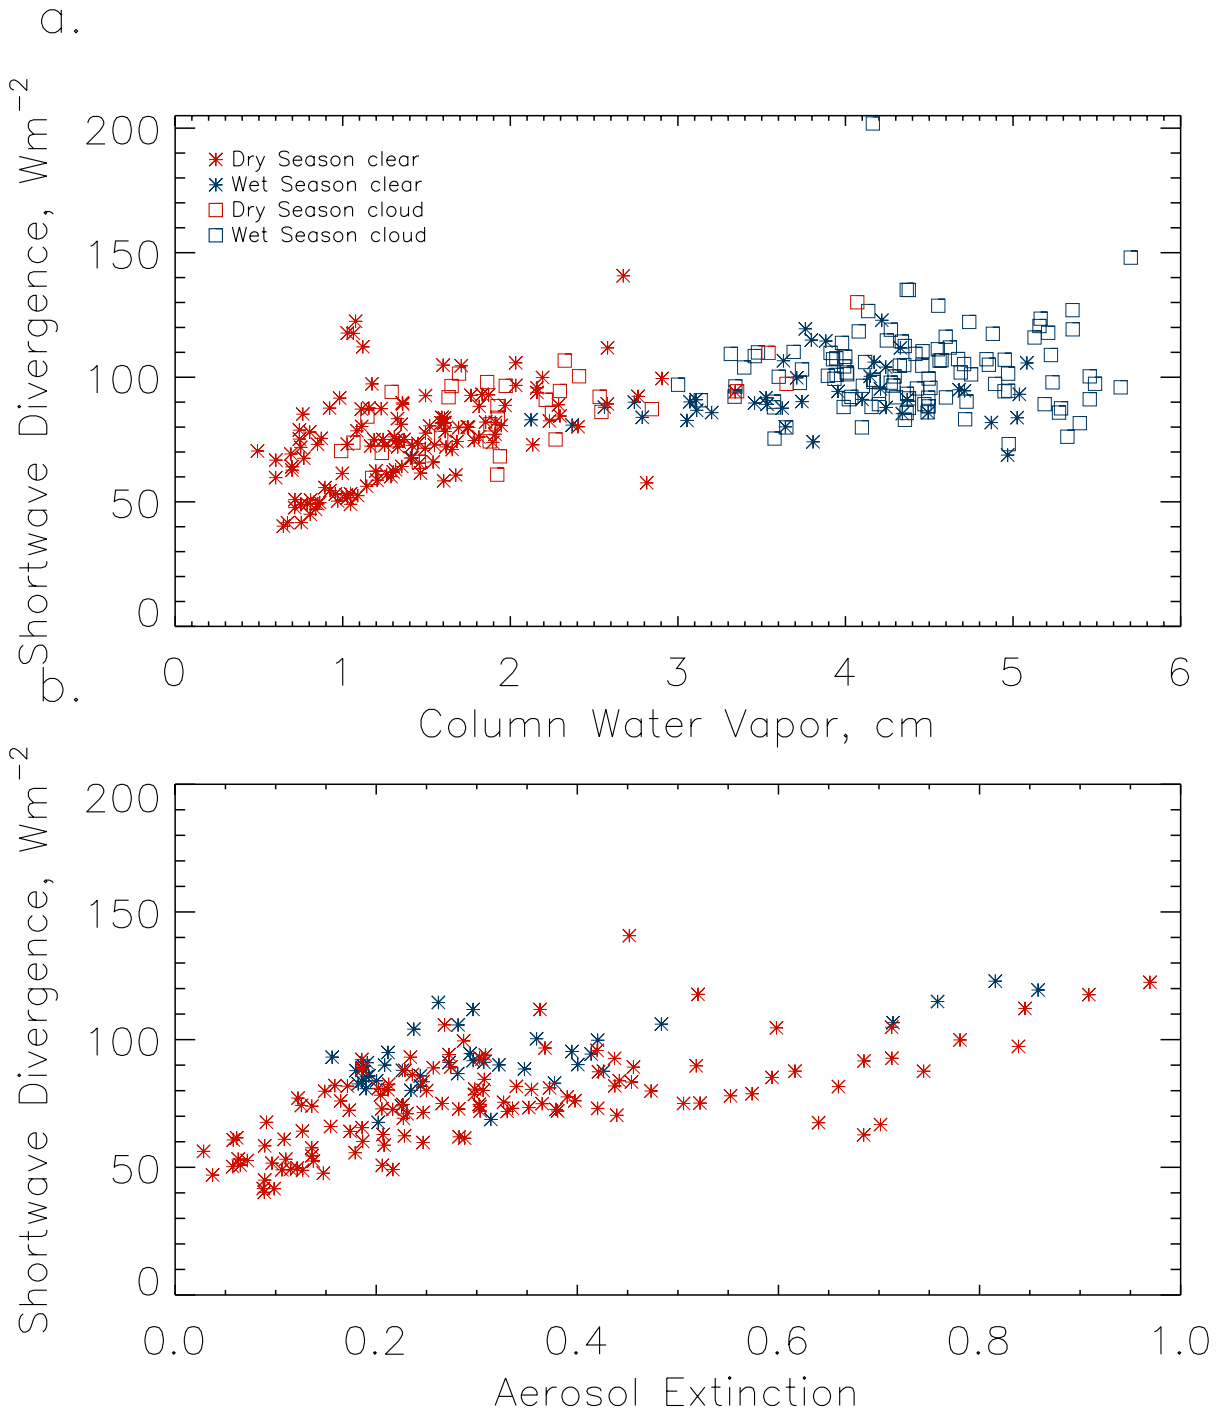 a.
Shortwave Divergence, Wm⁻²
200
150
100
50
0
Dry Season clear
Wet Season clear
Dry Season cloud
Wet Season cloud
0 1 2 3 4 5 6
Column Water Vapor, cm
b.
Shortwave Divergence, Wm⁻²
200
150
100
50
0
0.0 0.2 0.4 0.6 0.8 1.0
Aerosol Extinction